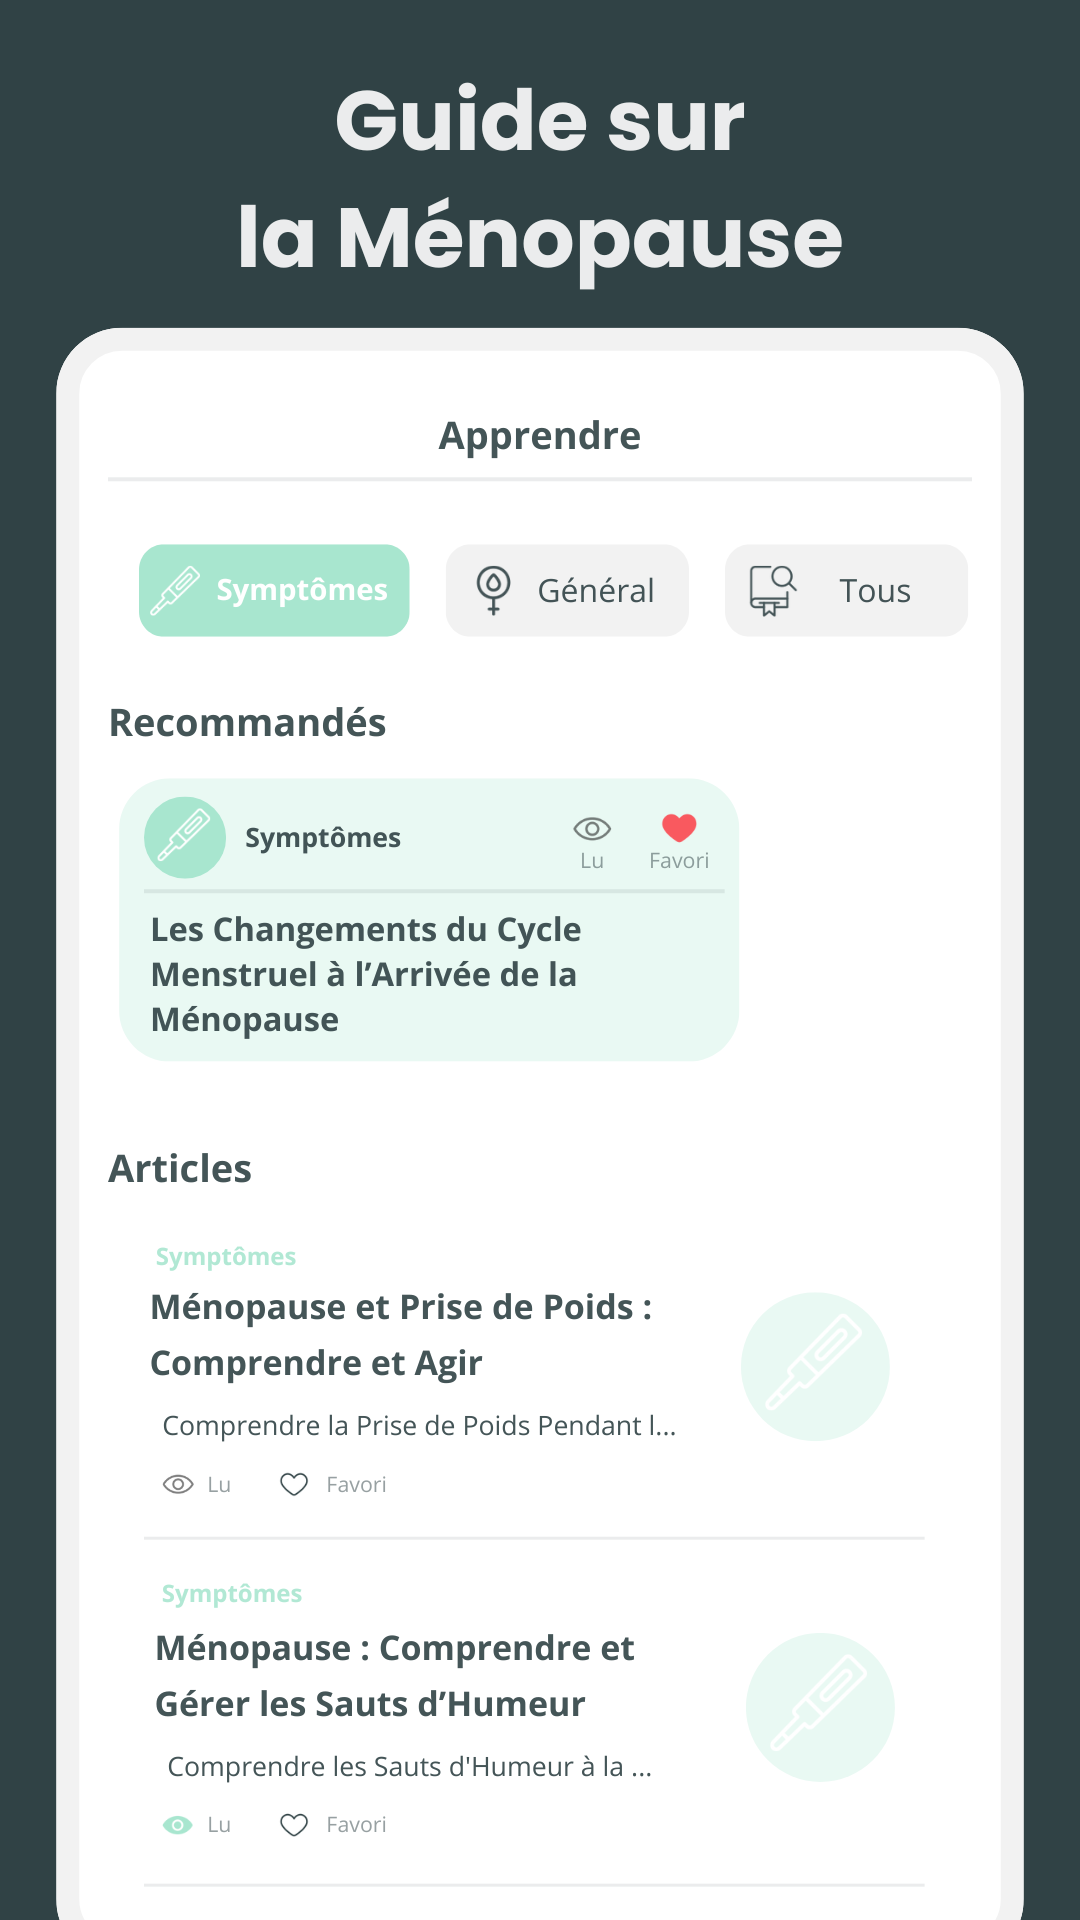 Guide sur
la Ménopause
Apprendre
Symptômes
Général
Tous
Recommandés
Symptômes
Lu
Favori
Les Changements du Cycle
Menstruel à l’Arrivée de la
Ménopause
Articles
Symptômes
Ménopause et Prise de Poids :
Comprendre et Agir
Comprendre la Prise de Poids Pendant l...
Lu
Favori
Symptômes
Ménopause : Comprendre et
Gérer les Sauts d’Humeur
Comprendre les Sauts d'Humeur à la ...
Lu
Favori